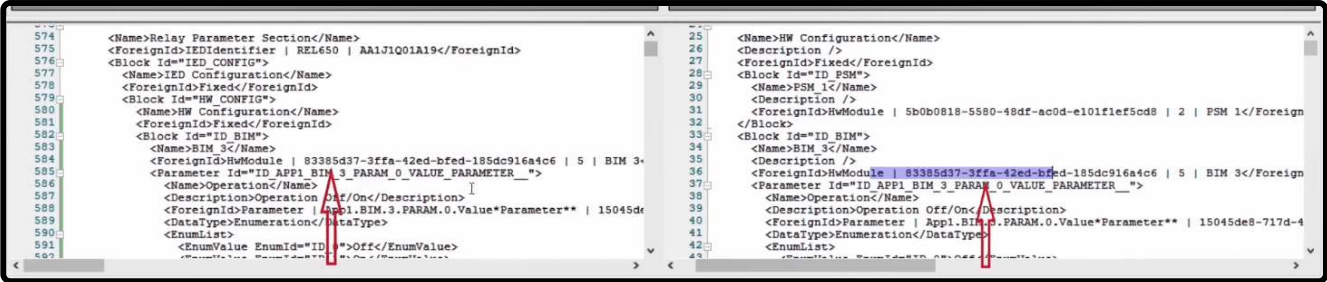 574 <Name>Relay Parameter Section</Name>
575 <ForeignId>IEDIdentifier | REL650 | AA1J1Q01A19</ForeignId>
576 <Block Id="IED_CONFIG">
577 <Name>IED Configuration</Name>
578 <ForeignId>Fixed</ForeignId>
579 <Block Id="HW_CONFIG">
580 <Name>HW Configuration</Name>
581 <ForeignId>Fixed</ForeignId>
582 <Block Id="ID_BIM">
583 <Name>BIM_3</Name>
584 <ForeignId>HwModule | 83385d37-3ffa-42ed-bfed-185dc916a4c6 | 5 | BIM 3<
585 <Parameter Id="ID_APP1_BIM_3_PARAM_0_VALUE_PARAMETER__">
586 <Name>Operation</Name>
587 <Description>Operation Off/On</Description>
588 <ForeignId>Parameter | App1.BIM.3.PARAM.0.Value*Parameter** | 15045de
589 <DataType>Enumeration</DataType>
590 <EnumList>
591 <EnumValue EnumId="ID_0">Off</EnumValue>
592
25 <Name>HW Configuration</Name>
26 <Description />
27 <ForeignId>Fixed</ForeignId>
28 <Block Id="ID_PSM">
29 <Name>PSM_1</Name>
30 <Description />
31 <ForeignId>HwModule | 5b0b0818-5580-48df-ac0d-e101f1ef5cd8 | 2 | PSM 1</Foreign
32 </Block>
33 <Block Id="ID_BIM">
34 <Name>BIM_3</Name>
35 <Description />
36 <ForeignId>HwModule | 83385d37-3ffa-42ed-bfed-185dc916a4c6 | 5 | BIM 3</Foreign
37 <Parameter Id="ID_APP1_BIM_3_PARAM_0_VALUE_PARAMETER__">
38 <Name>Operation</Name>
39 <Description>Operation Off/On</Description>
40 <ForeignId>Parameter | App1.BIM.3.PARAM.0.Value*Parameter** | 15045de8-717d-4
41 <DataType>Enumeration</DataType>
42 <EnumList>
43